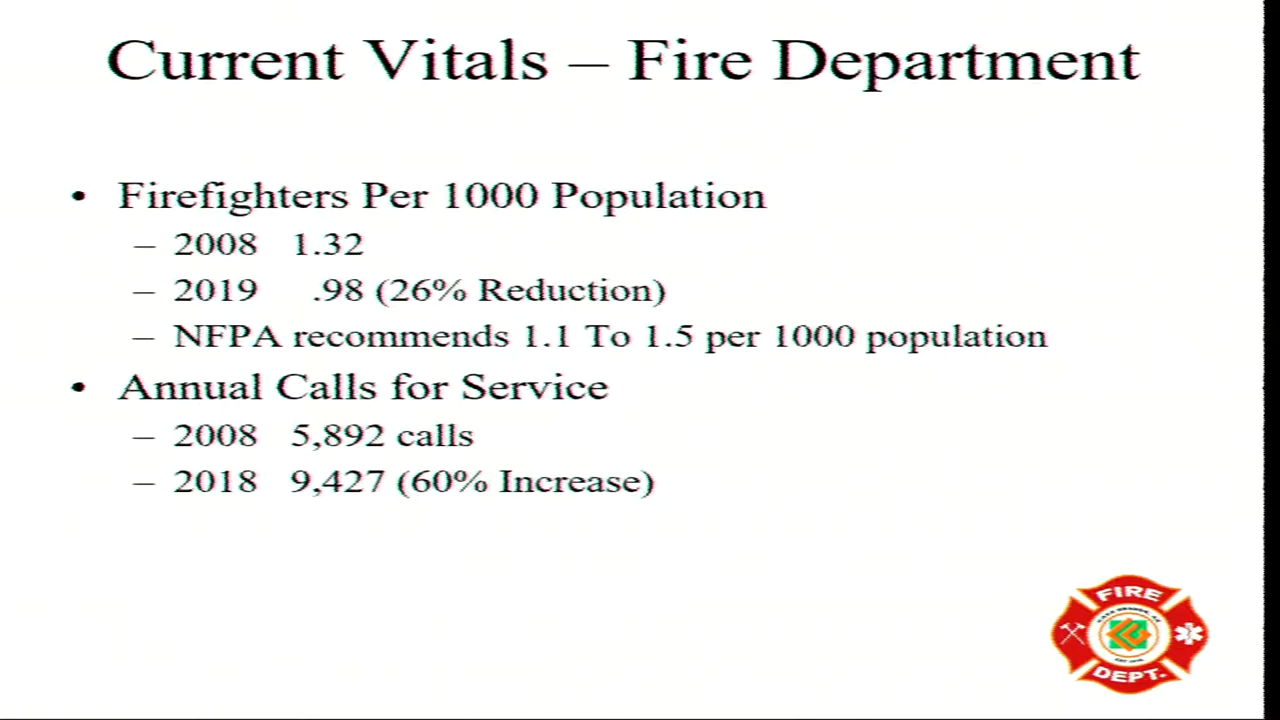 Current Vitals – Fire Department
• Firefighters Per 1000 Population
– 2008 1.32
– 2019 .98 (26% Reduction)
– NFPA recommends 1.1 To 1.5 per 1000 population
• Annual Calls for Service
– 2008 5,892 calls
– 2018 9,427 (60% Increase)
FIRE
DEPT.